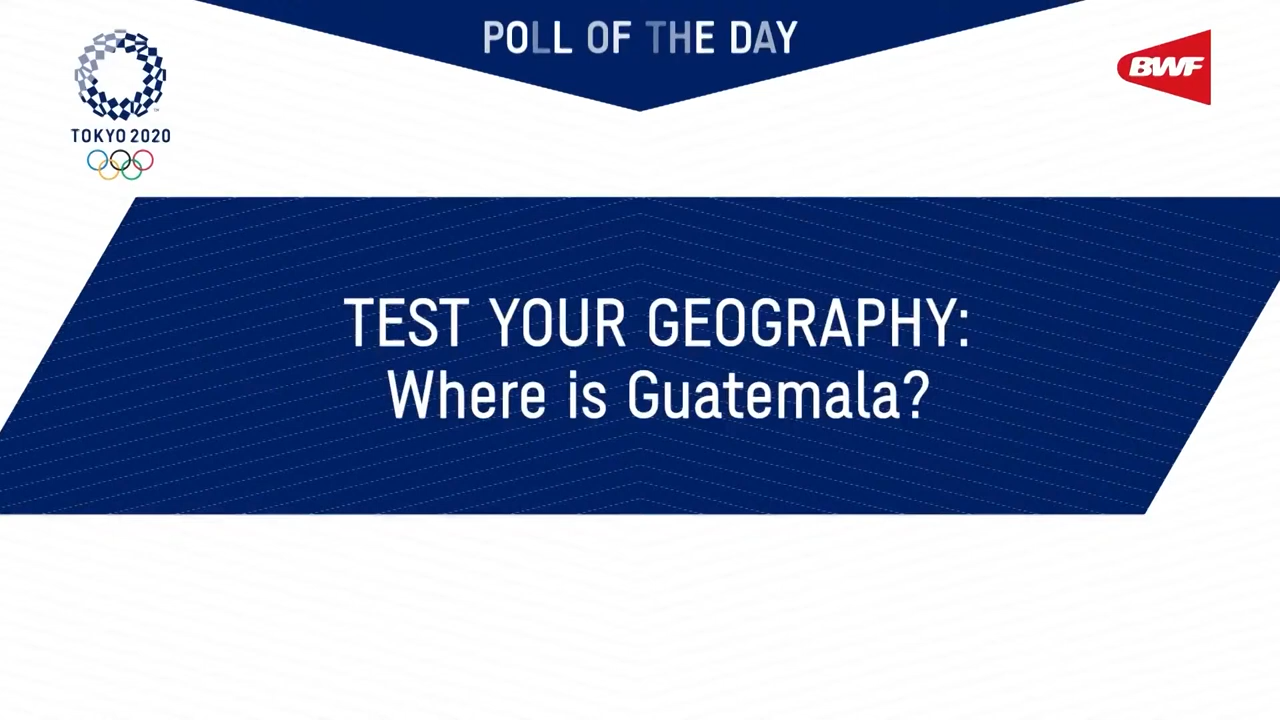 POLL OF THE DAY
TOKYO 2020
BWF
TEST YOUR GEOGRAPHY:
Where is Guatemala?